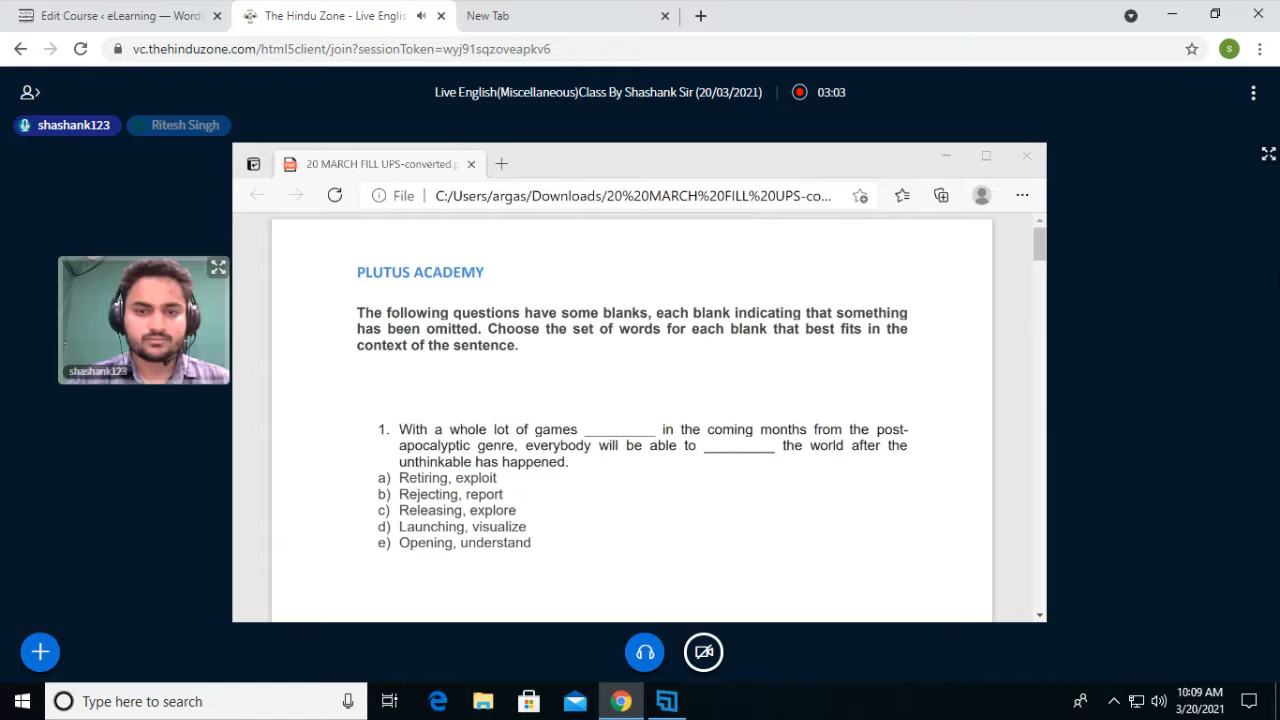 Edit Course ‹ eLearning — WordP
The Hindu Zone - Live Englis
New Tab
vc.thehinduzone.com/html5client/join?sessionToken=wyj91sqzoveapkv6
s
Live English(Miscellaneous)Class By Shashank Sir (20/03/2021)
03:03
shashank123
Ritesh Singh
20 MARCH FILL UPS-converted.p
File
C:/Users/argas/Downloads/20%20MARCH%20FILL%20UPS-co...
shashank123
PLUTUS ACADEMY
The following questions have some blanks, each blank indicating that something
has been omitted. Choose the set of words for each blank that best fits in the
context of the sentence.
1. With a whole lot of games _________ in the coming months from the post-
apocalyptic genre, everybody will be able to _________ the world after the
unthinkable has happened.
a) Retiring, exploit
b) Rejecting, report
c) Releasing, explore
d) Launching, visualize
e) Opening, understand
Type here to search
10:09 AM
3/20/2021